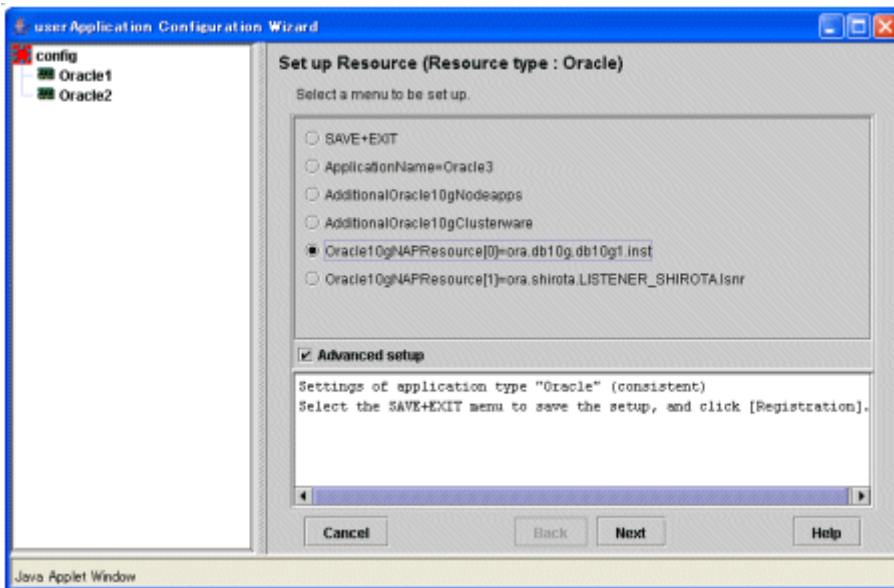 userApplication Configuration Wizard
config
Oracle1
Oracle2
Set up Resource (Resource type : Oracle)
Select a menu to be set up.
SAVE+EXIT
ApplicationName=Oracle3
AdditionalOracle10gNodeapps
AdditionalOracle10gClusterware
Oracle10gNAPResource[0]=ora.db10g.db10g1.inst
Oracle10gNAPResource[1]=ora.shirota.LISTENER_SHIROTA.lsnr
Advanced setup
Settings of application type "Oracle" (consistent)
Select the SAVE+EXIT menu to save the setup, and click [Registration].
Cancel Back Next Help
Java Applet Window